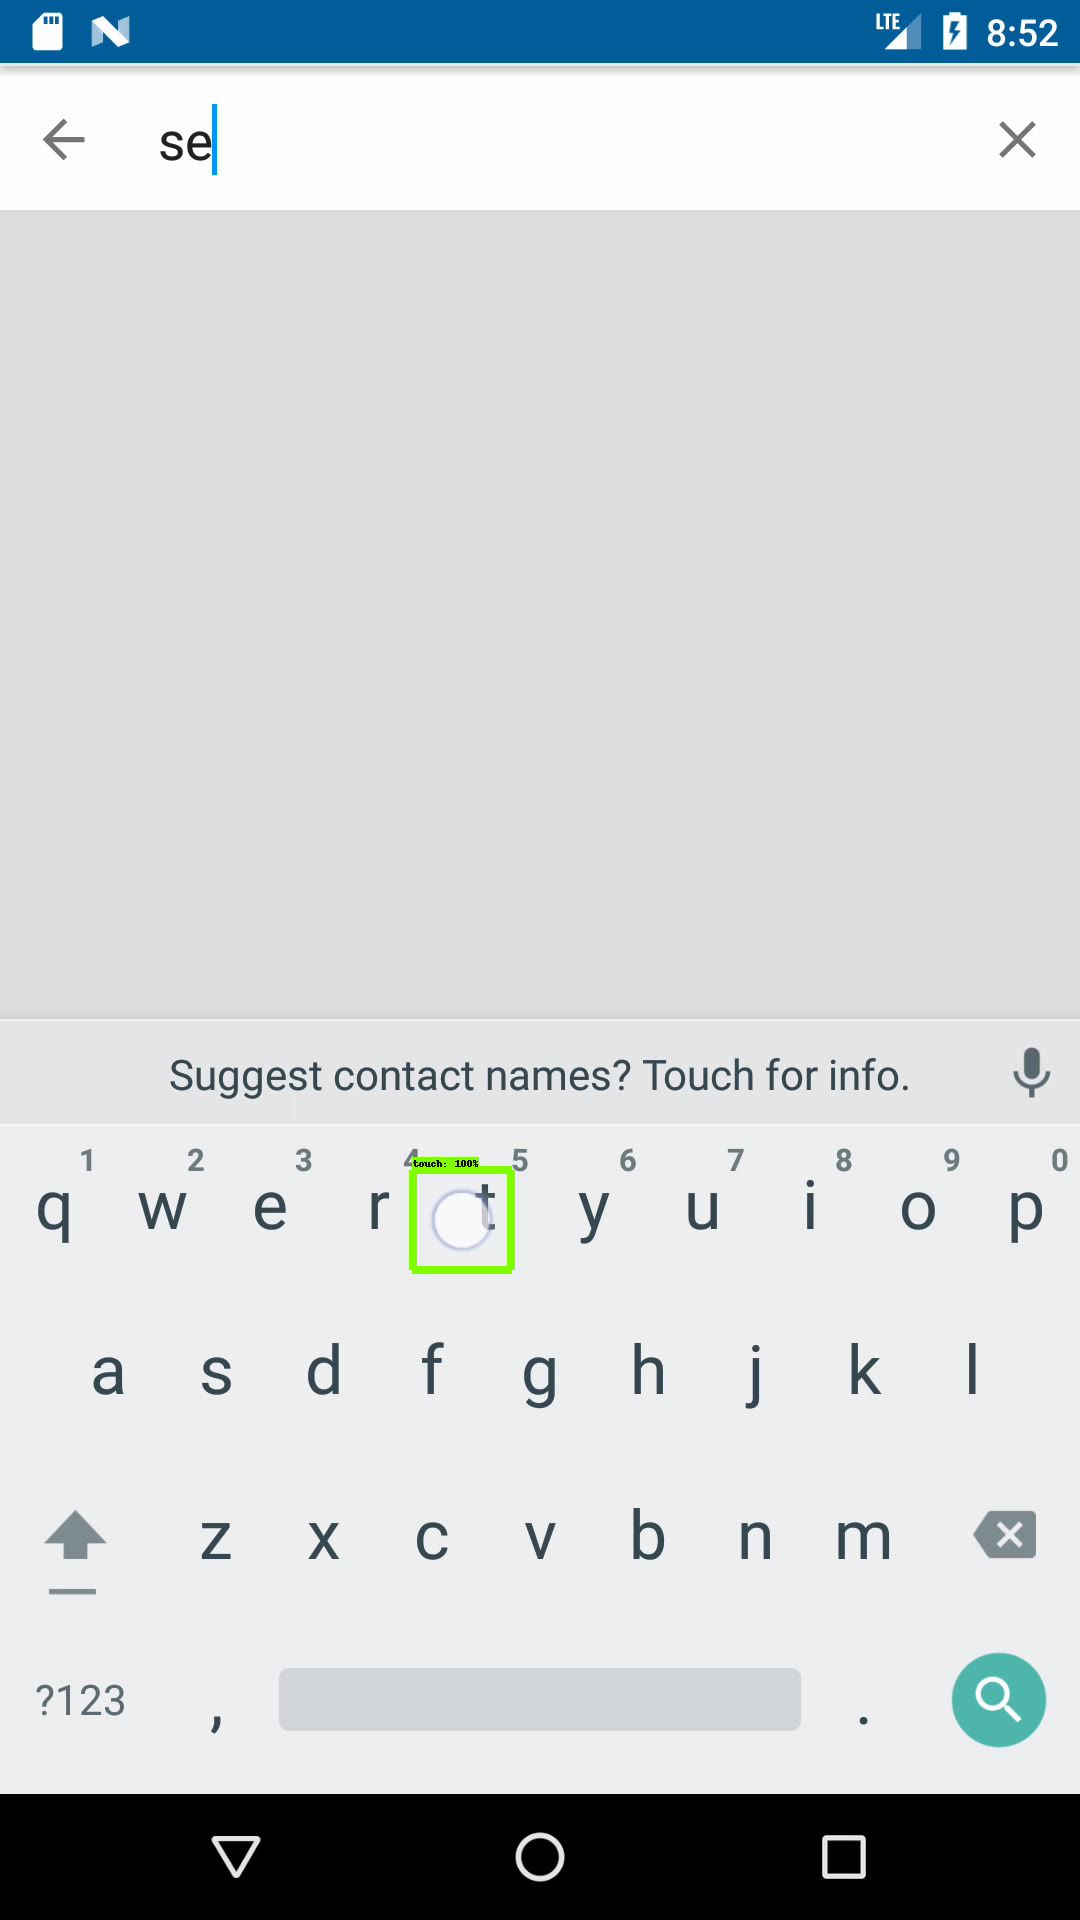 LTE 8:52
se
Suggest contact names? Touch for info.
1 2 3 4 5 6 7 8 9 0
touch: 100%
q w e r t y u i o p
a s d f g h j k l
z x c v b n m
?123 , .